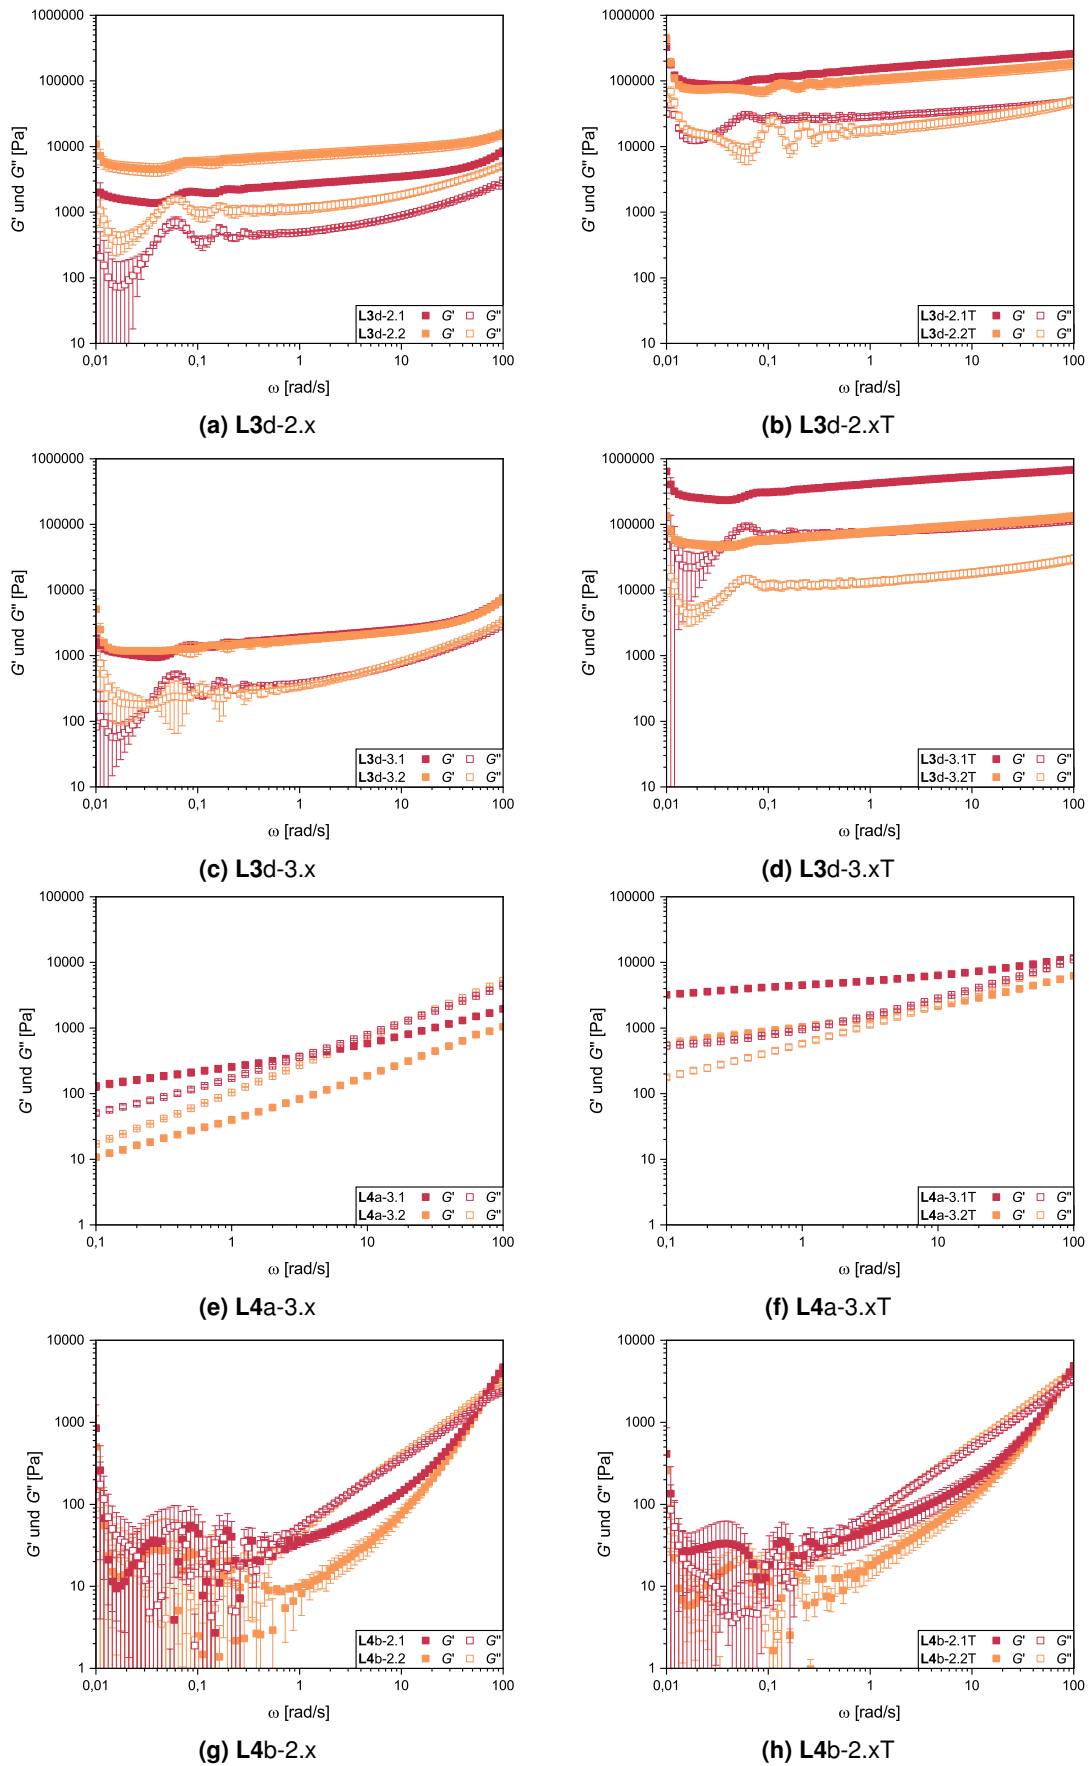 1000000
100000
10000
1000
100
10
G' und G" [Pa]
0,01 0,1 1 10 100
ω [rad/s]
L3d-2.1 G' G"
L3d-2.2 G' G"
(a) L3d-2.x
1000000
100000
10000
1000
100
10
G' und G" [Pa]
0,01 0,1 1 10 100
ω [rad/s]
L3d-2.1T G' G"
L3d-2.2T G' G"
(b) L3d-2.xT
1000000
100000
10000
1000
100
10
G' und G" [Pa]
0,01 0,1 1 10 100
ω [rad/s]
L3d-3.1 G' G"
L3d-3.2 G' G"
(c) L3d-3.x
1000000
100000
10000
1000
100
10
G' und G" [Pa]
0,01 0,1 1 10 100
ω [rad/s]
L3d-3.1T G' G"
L3d-3.2T G' G"
(d) L3d-3.xT
100000
10000
1000
100
10
1
G' und G" [Pa]
0,1 1 10 100
ω [rad/s]
L4a-3.1 G' G"
L4a-3.2 G' G"
(e) L4a-3.x
100000
10000
1000
100
10
1
G' und G" [Pa]
0,1 1 10 100
ω [rad/s]
L4a-3.1T G' G"
L4a-3.2T G' G"
(f) L4a-3.xT
10000
1000
100
10
1
G' und G" [Pa]
0,01 0,1 1 10 100
ω [rad/s]
L4b-2.1 G' G"
L4b-2.2 G' G"
(g) L4b-2.x
10000
1000
100
10
1
G' und G" [Pa]
0,01 0,1 1 10 100
ω [rad/s]
L4b-2.1T G' G"
L4b-2.2T G' G"
(h) L4b-2.xT